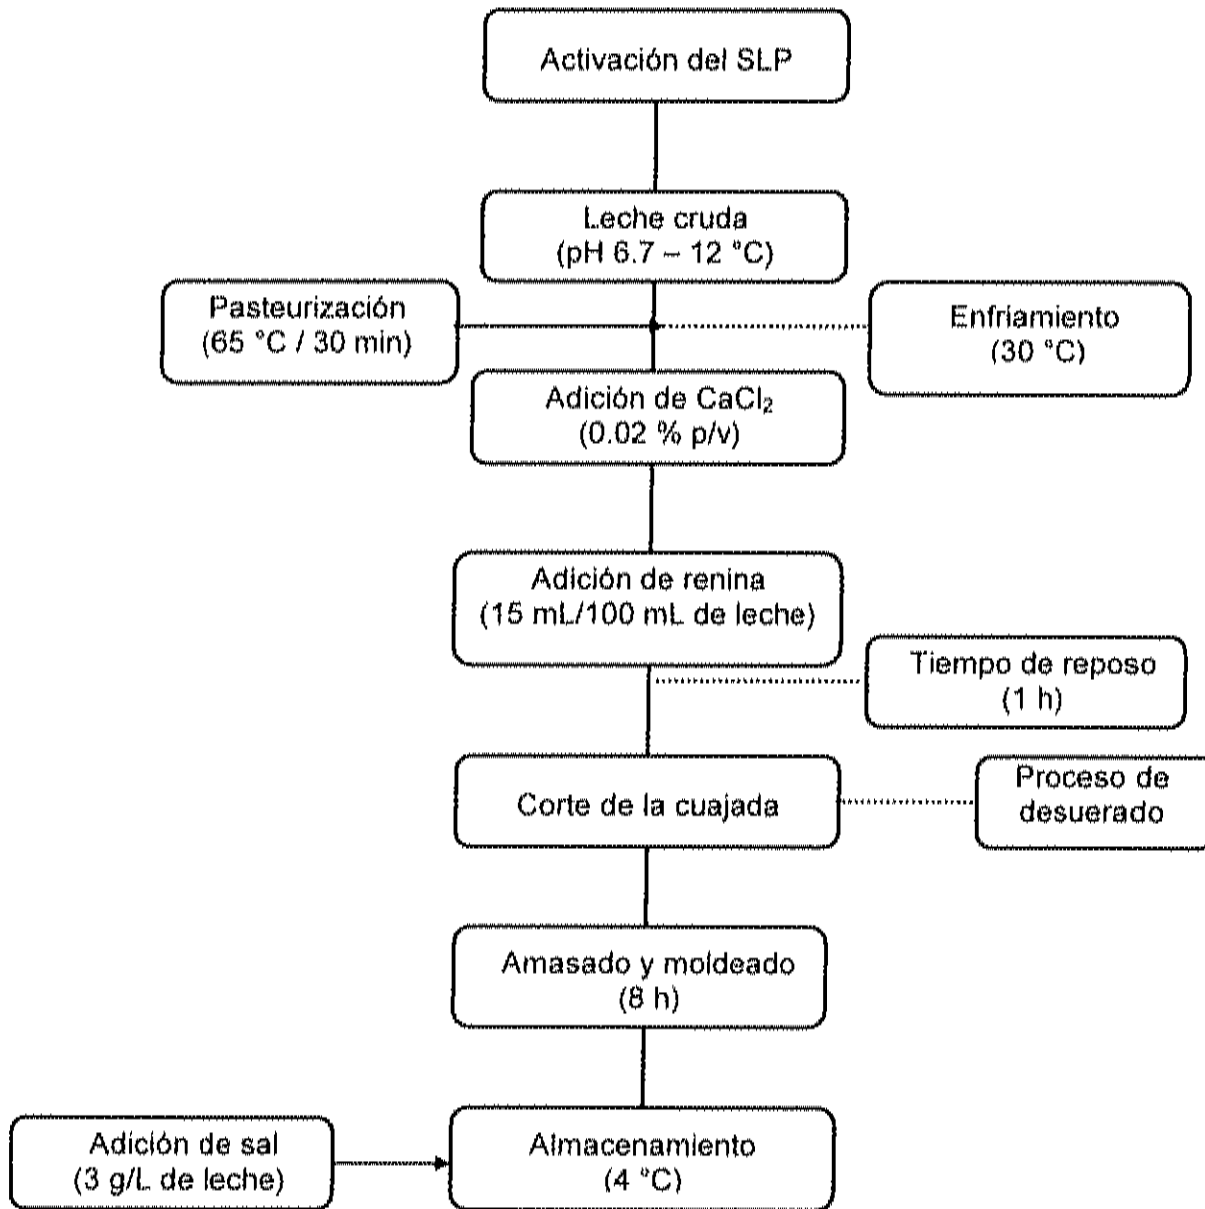 Activación del SLP
Leche cruda
(pH 6.7 – 12 °C)
Pasteurización
(65 °C / 30 min)
Enfriamiento
(30 °C)
Adición de CaCl₂
(0.02 % p/v)
Adición de renina
(15 mL/100 mL de leche)
Tiempo de reposo
(1 h)
Corte de la cuajada
Proceso de
desuerado
Amasado y moldeado
(8 h)
Adición de sal
(3 g/L de leche)
Almacenamiento
(4 °C)